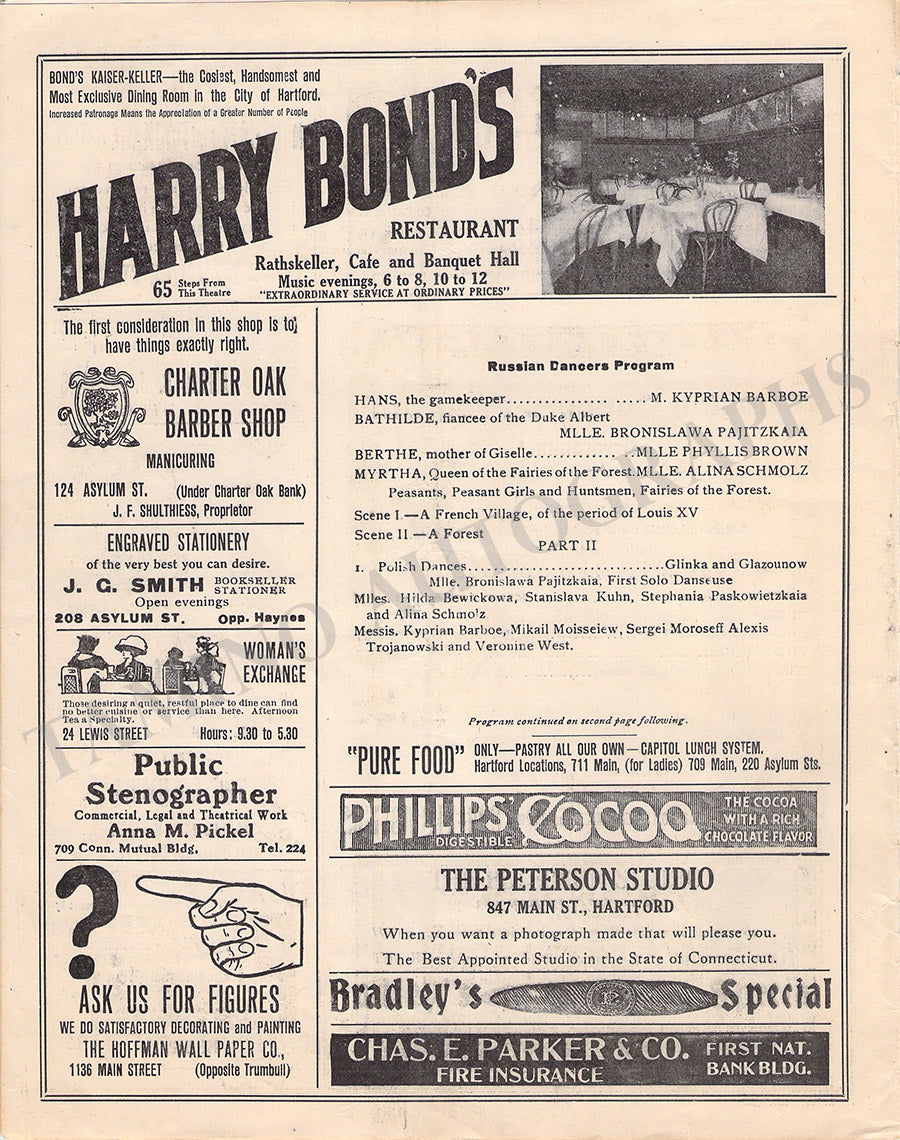 BOND'S KAISER-KELLER—the Cosiest, Handsomest and
Most Exclusive Dining Room in the City of Hartford.
Increased Patronage Means the Appreciation of a Greater Number of People
HARRY BOND'S
RESTAURANT
Rathskeller, Cafe and Banquet Hall
65 Steps From This Theatre
Music evenings, 6 to 8, 10 to 12
"EXTRAORDINARY SERVICE AT ORDINARY PRICES"
The first consideration in this shop is to
have things exactly right.
CHARTER OAK
BARBER SHOP
MANICURING
124 ASYLUM ST. (Under Charter Oak Bank)
J. F. SHULTHIESS, Proprietor
ENGRAVED STATIONERY
of the very best you can desire.
J. G. SMITH BOOKSELLER STATIONER
Open evenings
208 ASYLUM ST. Opp. Haynes
WOMAN'S
EXCHANGE
Those desiring a quiet, restful place to dine can find
no better cuisine or service than here. Afternoon
Tea a Specialty.
24 LEWIS STREET Hours: 9.30 to 5.30
Public
Stenographer
Commercial, Legal and Theatrical Work
Anna M. Pickel
709 Conn. Mutual Bldg. Tel. 224
?
ASK US FOR FIGURES
WE DO SATISFACTORY DECORATING and PAINTING
THE HOFFMAN WALL PAPER CO.,
1136 MAIN STREET (Opposite Trumbull)
Russian Dancers Program
HANS, the gamekeeper............... ..... M. KYPRIAN BARBOE
BATHILDE, fiancee of the Duke Albert
MLLE. BRONISLAWA PAJITZKAIA
BERTHE, mother of Giselle.............. MLLE PHYLLIS BROWN
MYRTHA, Queen of the Fairies of the Forest. MLLE. ALINA SCHMOLZ
Peasants, Peasant Girls and Huntsmen, Fairies of the Forest.
Scene I.—A French Village, of the period of Louis XV
Scene II.—A Forest
PART II
1. Polish Dances..............................Glinka and Glazounow
Mlle. Bronislawa Pajitzkaia, First Solo Danseuse
Mlles. Hilda Bewickowa, Stanislava Kuhn, Stephania Paskowietzkaia
and Alina Schmolz
Messis. Kyprian Barboe, Mikail Moisseiew, Sergei Moroseff Alexis
Trojanowski and Veronine West.
Program continued on second page following.
"PURE FOOD" ONLY—PASTRY ALL OUR OWN—CAPITOL LUNCH SYSTEM.
Hartford Locations, 711 Main, (for Ladies) 709 Main, 220 Asylum Sts.
PHILLIPS' DIGESTIBLE COCOA
THE COCOA
WITH A RICH
CHOCOLATE FLAVOR
THE PETERSON STUDIO
847 MAIN ST., HARTFORD
When you want a photograph made that will please you.
The Best Appointed Studio in the State of Connecticut.
Bradley's Special
CHAS. E. PARKER & CO. FIRST NAT.
FIRE INSURANCE BANK BLDG.
TAMINO AUTOGRAPHS